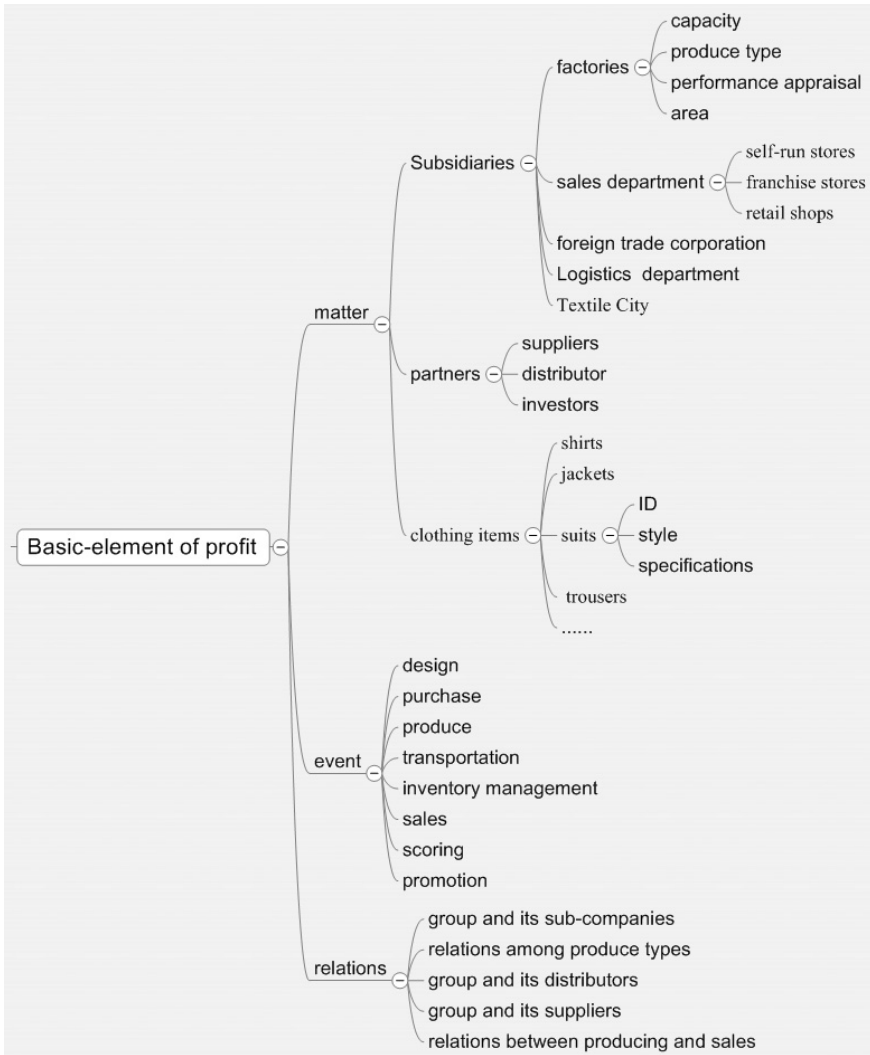 capacity
produce type
factories
performance appraisal
area
Subsidiaries
self-run stores
sales department
franchise stores
retail shops
foreign trade corporation
Logistics department
Textile City
matter
suppliers
partners
distributor
investors
shirts
jackets
ID
Basic-element of profit
clothing items
suits
style
specifications
trousers
......
design
purchase
produce
event
transportation
inventory management
sales
scoring
promotion
group and its sub-companies
relations among produce types
relations
group and its distributors
group and its suppliers
relations between producing and sales